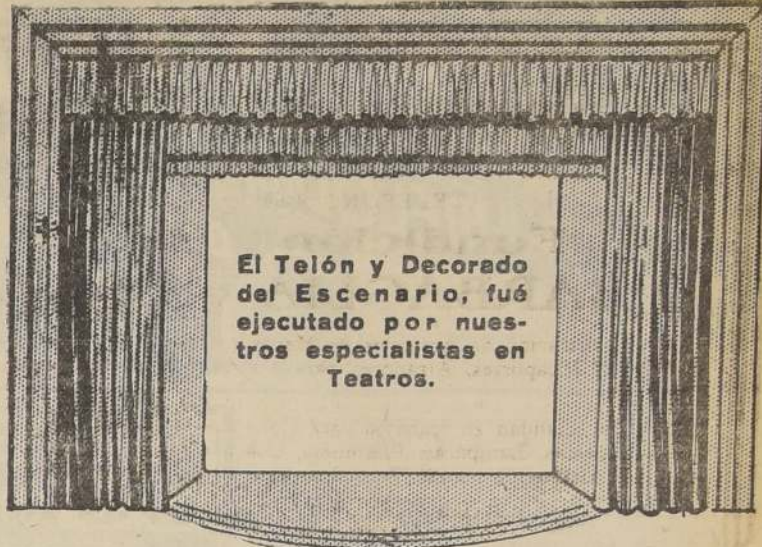 El Telón y Decorado
del Escenario, fué
ejecutado por nues-
tros especialistas en
Teatros.